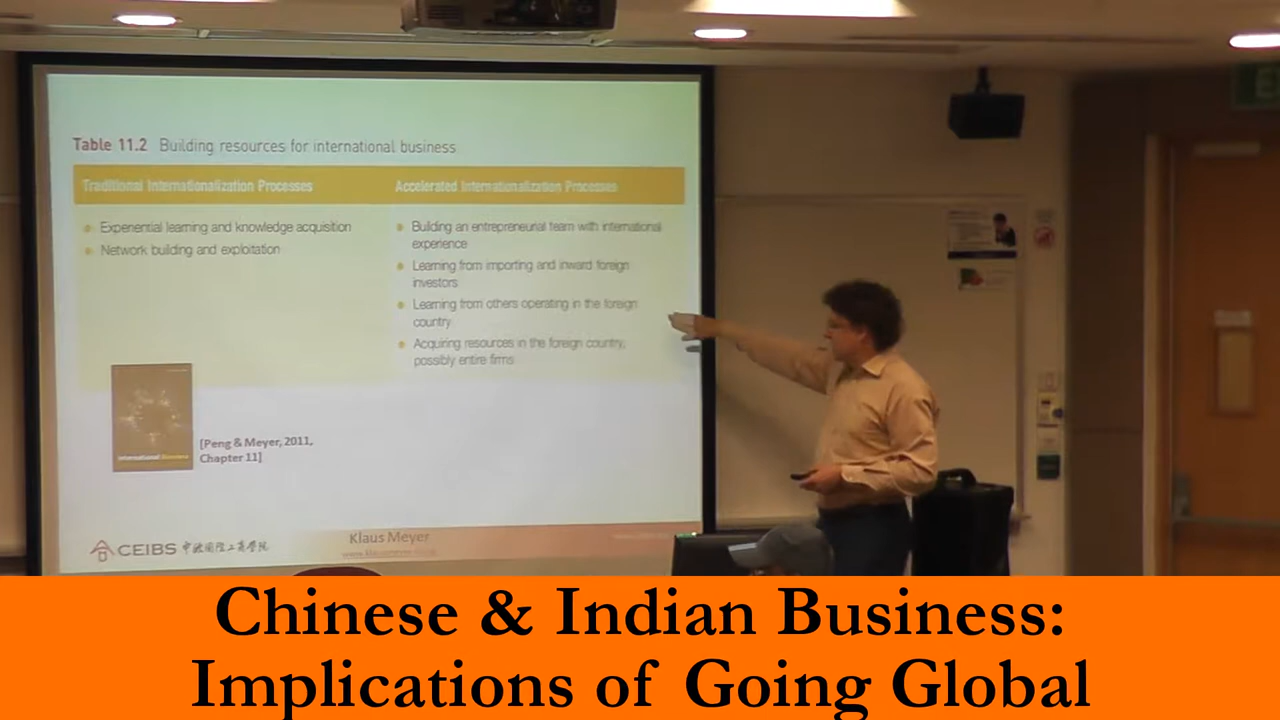 Table 11.2 Building resources for international business
Traditional Internationalization Processes
Accelerated Internationalization Processes
Experiential learning and knowledge acquisition
Network building and exploitation
Building an entrepreneurial team with international
experience
Learning from importing and inward foreign
investors
Learning from others operating in the foreign
country
Acquiring resources in the foreign country,
possibly entire firms
International Business
[Peng & Meyer, 2011,
Chapter 11]
CEIBS 中欧国际工商学院
Klaus Meyer
Chinese & Indian Business:
Implications of Going Global